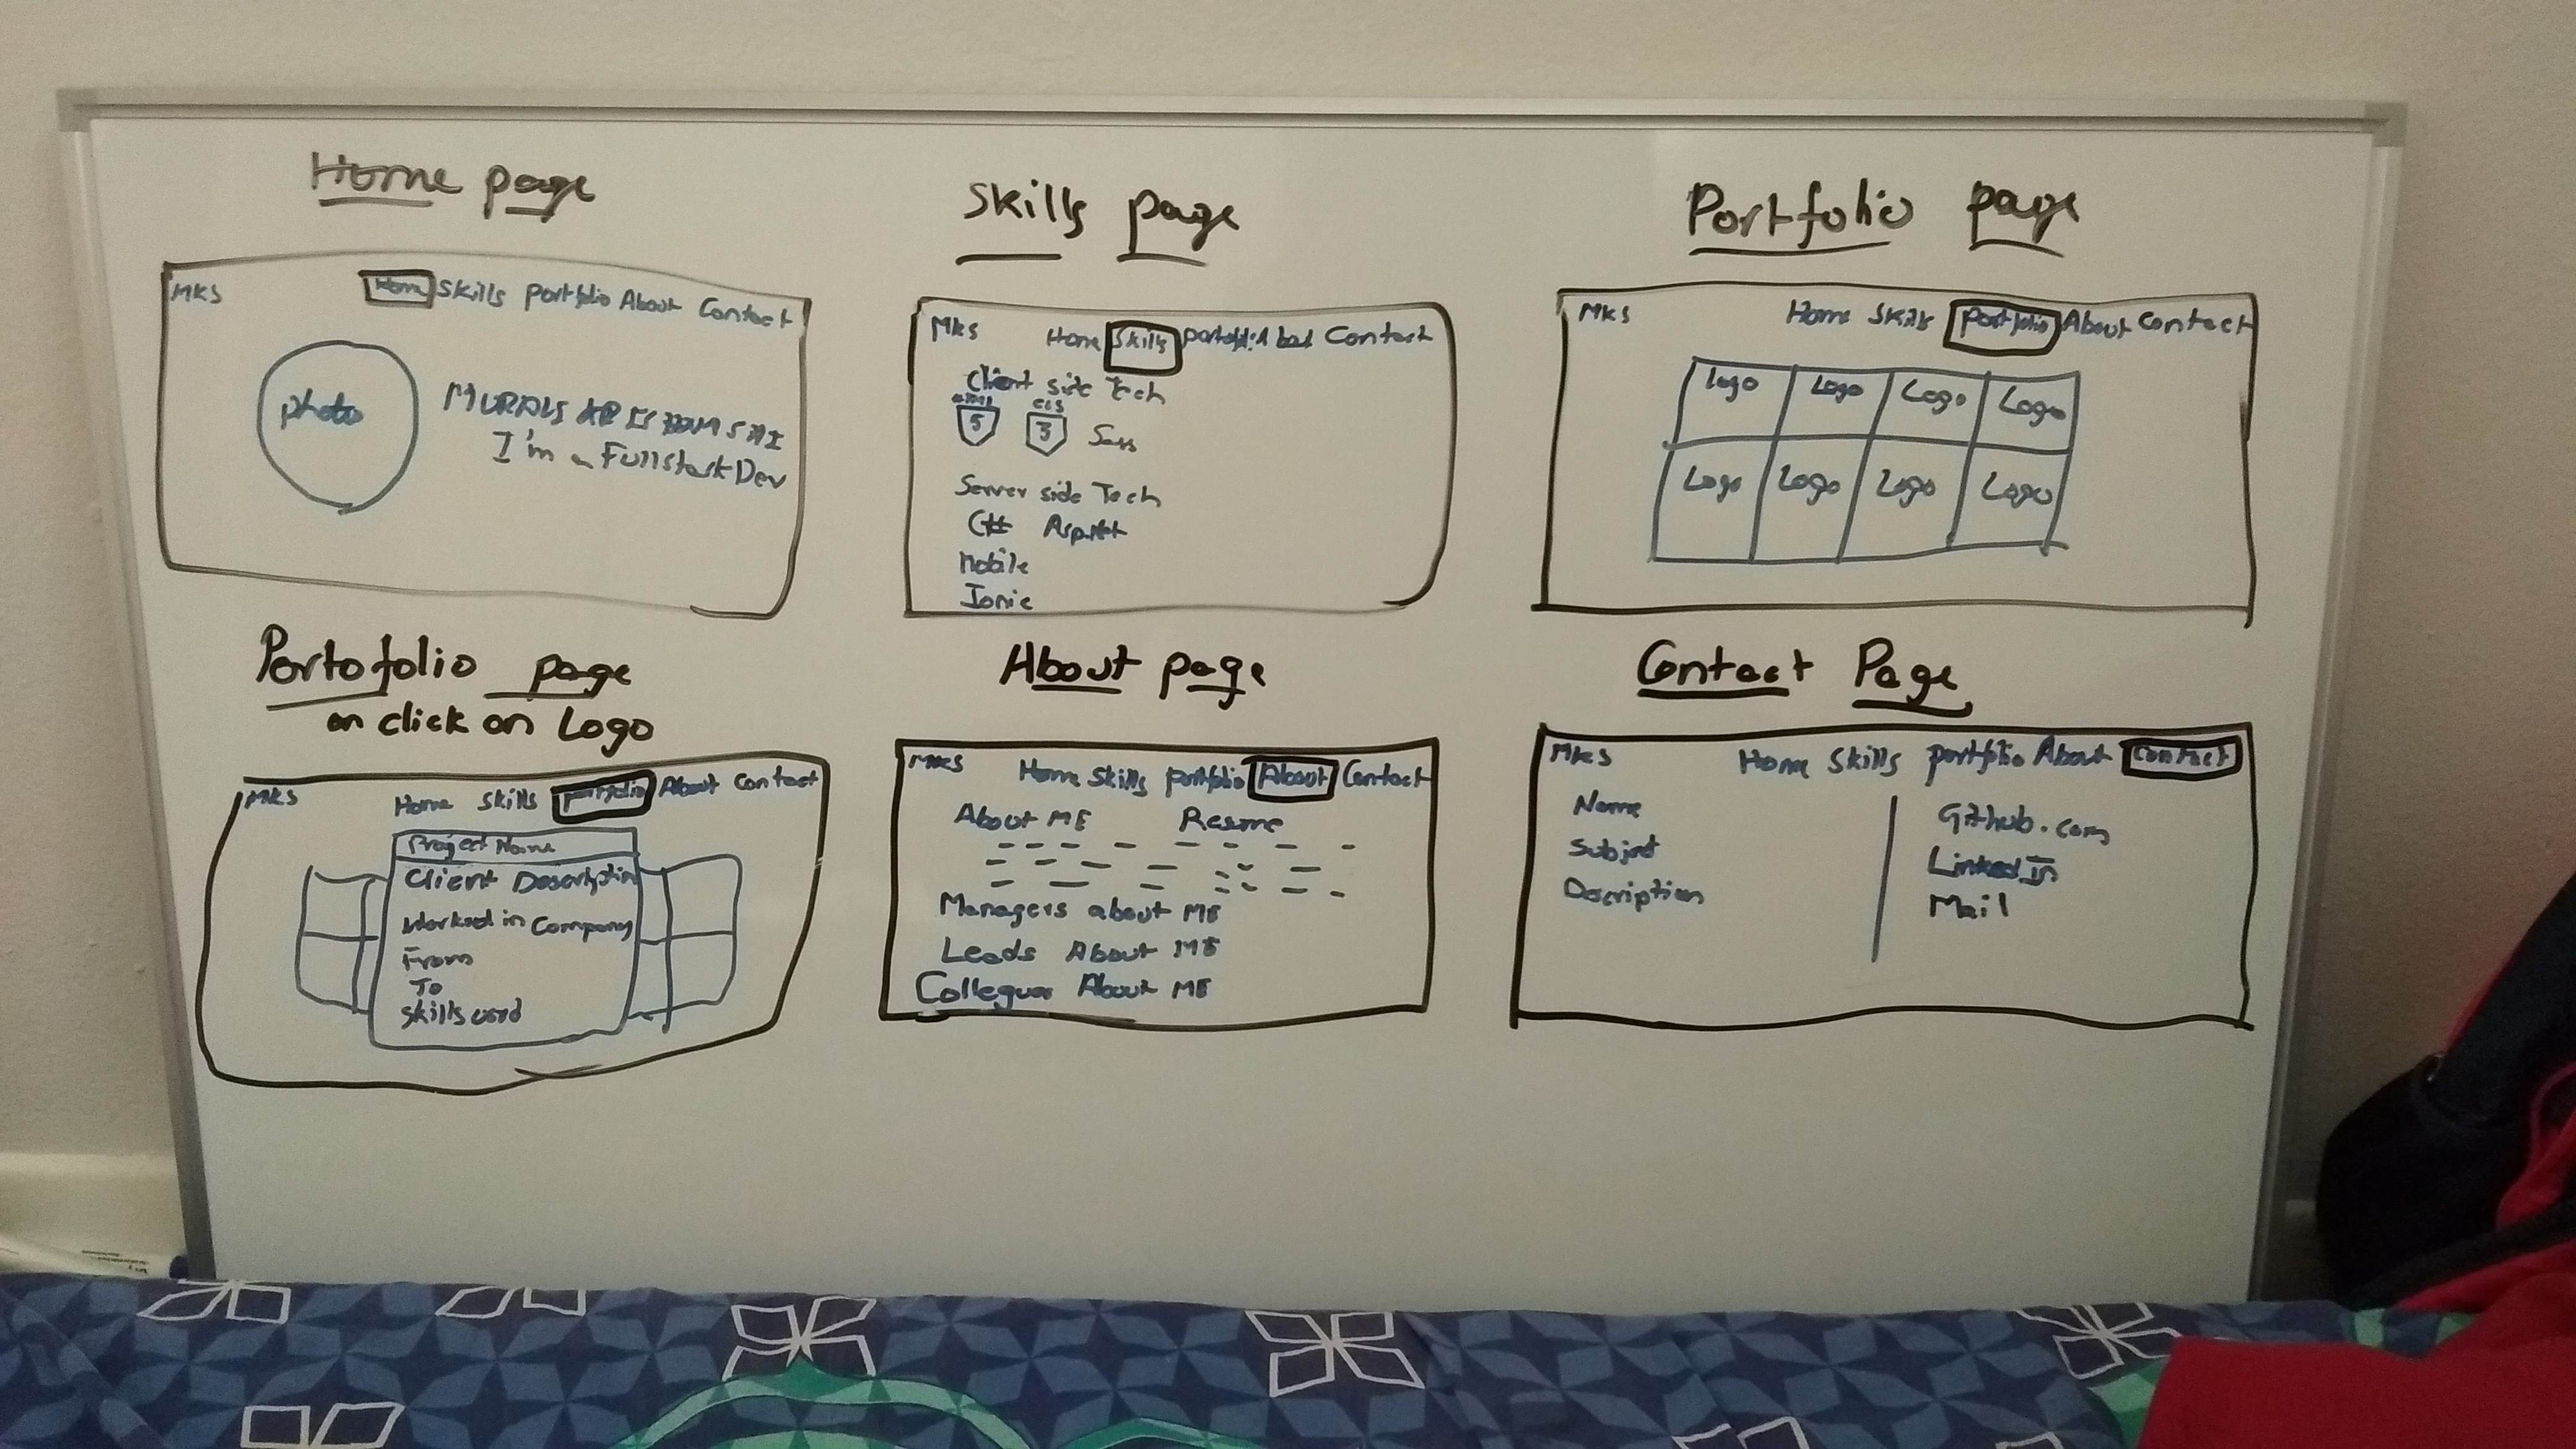 Home page
MKS Home Skills portfolio About Contact
photo
I'm a Fullstack Dev
Skills page
MKS Home Skills About Contact
Client side Tech
CSS
5 3 Sass
Server side Tech
C# Asp.Net
Mobile
Ionic
Portfolio page
MKS Home Skills portfolio About Contact
Logo Logo Logo Logo
Logo Logo Logo Logo
Portofolio page
on click on Logo
MKS Home Skills portfolio About Contact
Project Name
Client Description
Worked in Company
From
To
Skills used
About page
MKS Home Skills portfolio About Contact
About ME Resume
Managers about ME
Leads About ME
About ME
Contact Page
MKS Home Skills portfolio About Contact
Name
Subject
Description
Github.com
LinkedIn
Mail